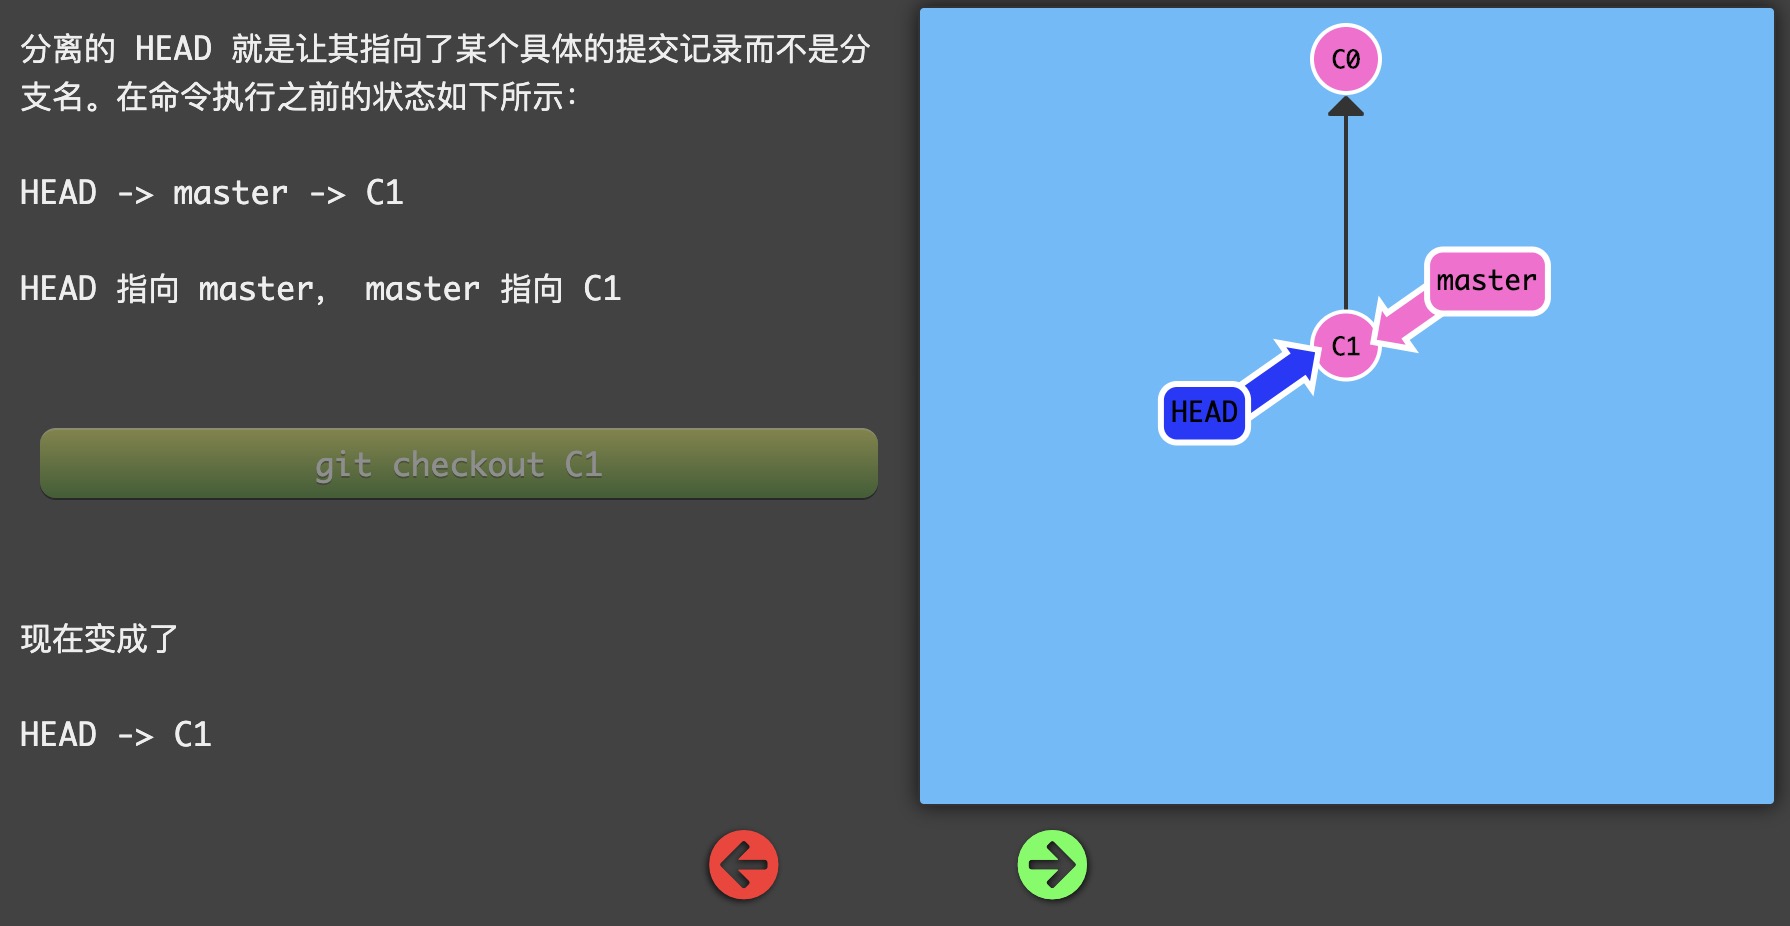 分离的 HEAD 就是让其指向了某个具体的提交记录而不是分
支名。在命令执行之前的状态如下所示：
HEAD -> master -> C1
HEAD 指向 master， master 指向 C1
git checkout C1
现在变成了
HEAD -> C1
C0
master
C1
HEAD